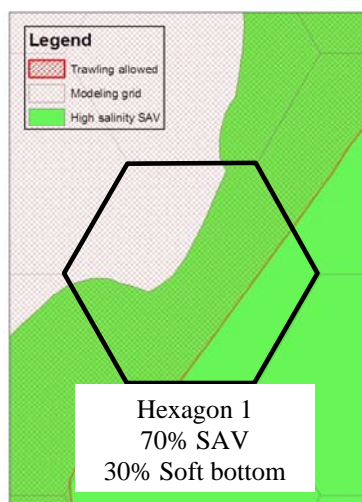 Legend
Trawling allowed
Modeling grid
High salinity SAV
Hexagon 1
70% SAV
30% Soft bottom